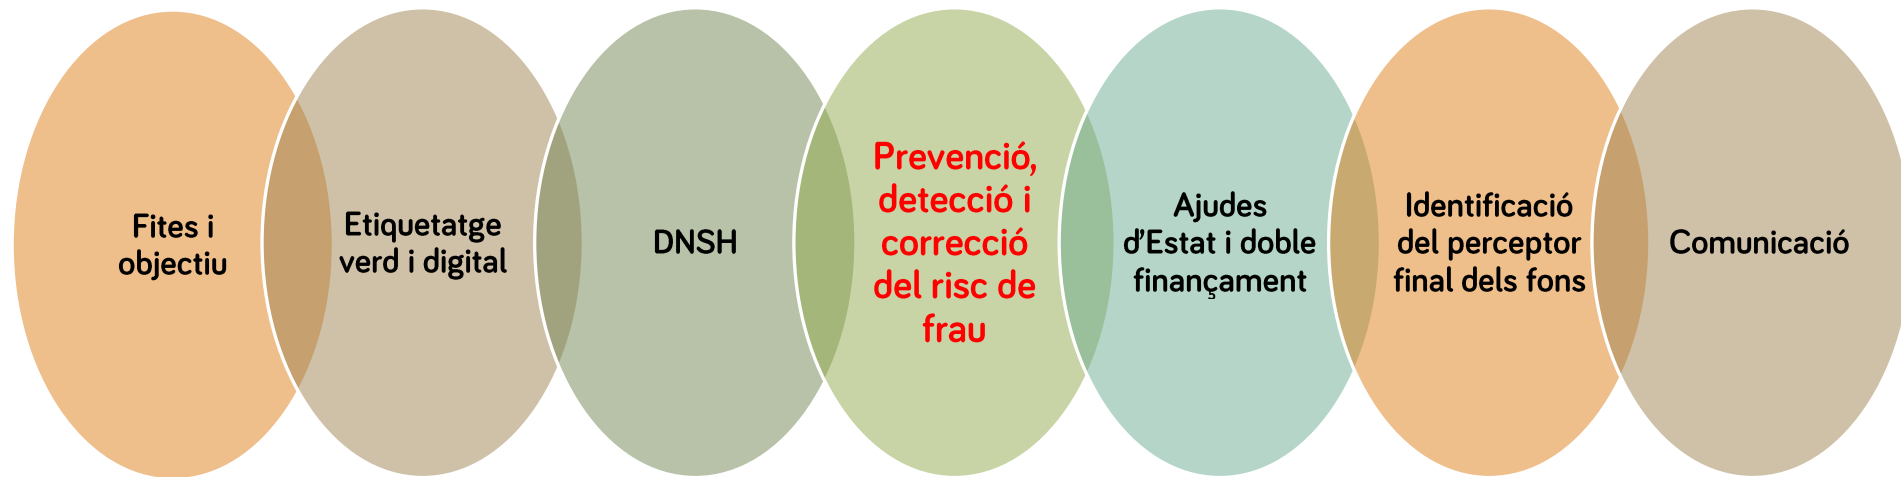 Fites i
objectiu
Etiquetatge
verd i digital
DNSH
Prevenció,
detecció i
correcció
del risc de
frau
Ajudes
d'Estat i doble
finançament
Identificació
del perceptor
final dels fons
Comunicació